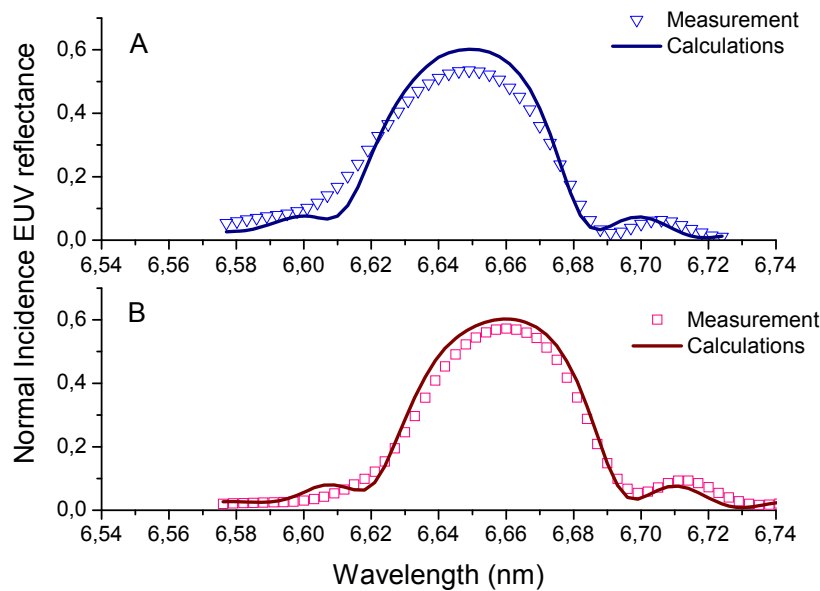 A
Measurement
Calculations
0,6
0,4
0,2
0,0
6,54 6,56 6,58 6,60 6,62 6,64 6,66 6,68 6,70 6,72 6,74
B
Measurement
Calculations
0,6
0,4
0,2
0,0
6,54 6,56 6,58 6,60 6,62 6,64 6,66 6,68 6,70 6,72 6,74
Normal Incidence EUV reflectance
Wavelength (nm)